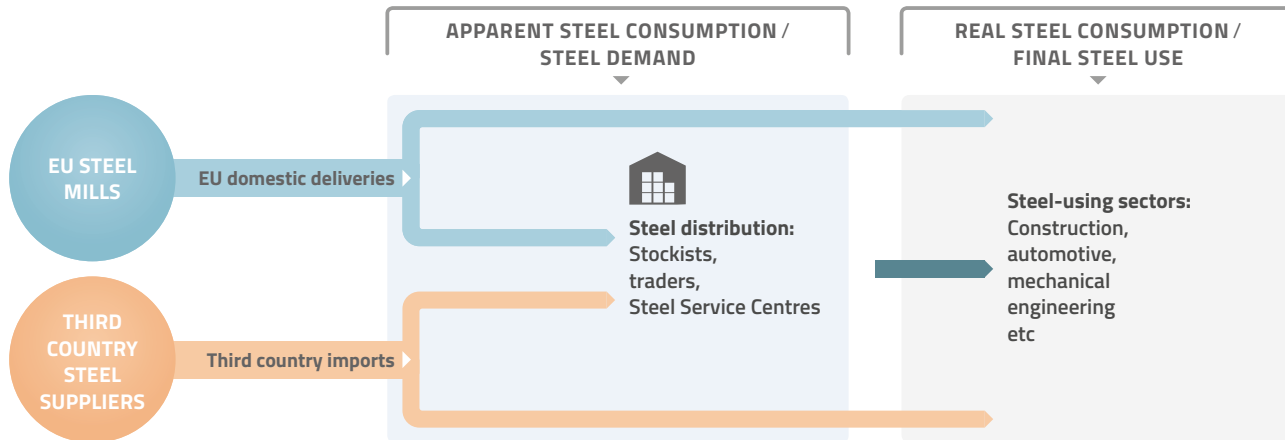 APPARENT STEEL CONSUMPTION /
STEEL DEMAND
REAL STEEL CONSUMPTION /
FINAL STEEL USE
EU STEEL
MILLS
EU domestic deliveries
Steel distribution:
Stockists,
traders,
Steel Service Centres
Steel-using sectors:
Construction,
automotive,
mechanical
engineering
etc
THIRD
COUNTRY
STEEL
SUPPLIERS
Third country imports